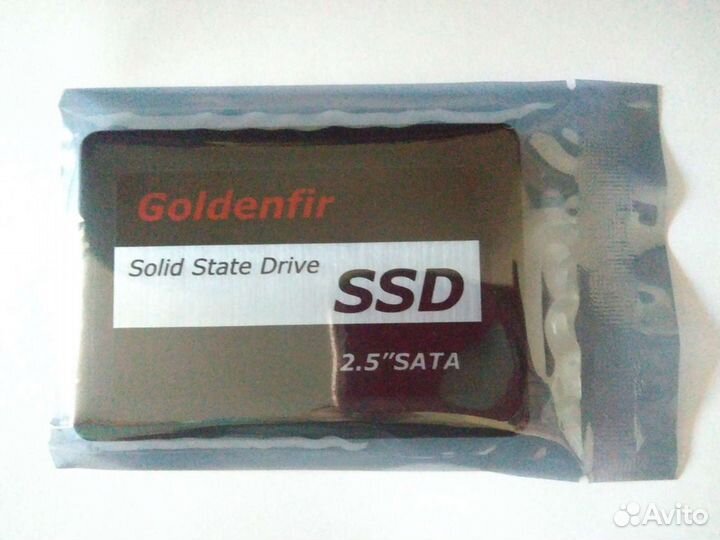 Goldenfir
Solid State Drive
SSD
2.5"SATA
Avito